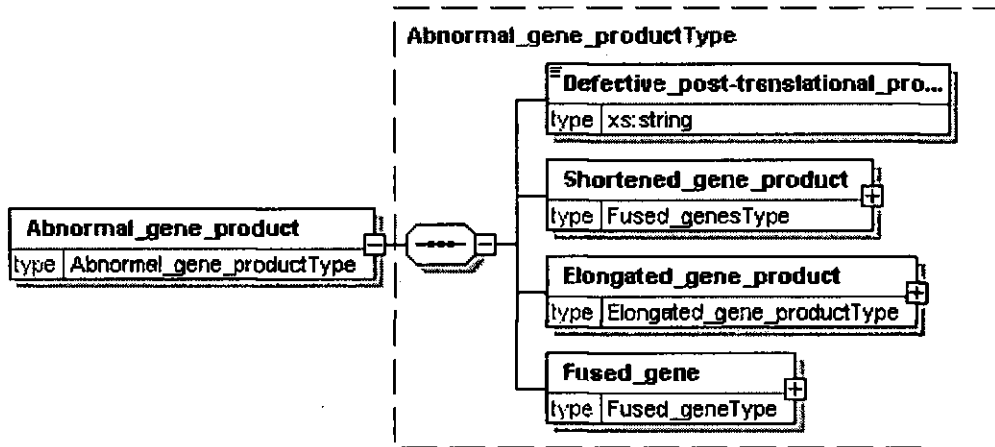 Abnormal_gene_productType
Defective_post-translational_pro...
type xs:string
Shortened_gene_product
type Fused_genesType
Abnormal_gene_product
type Abnormal_gene_productType
Elongated_gene_product
type Elongated_gene_productType
Fused_gene
type Fused_geneType